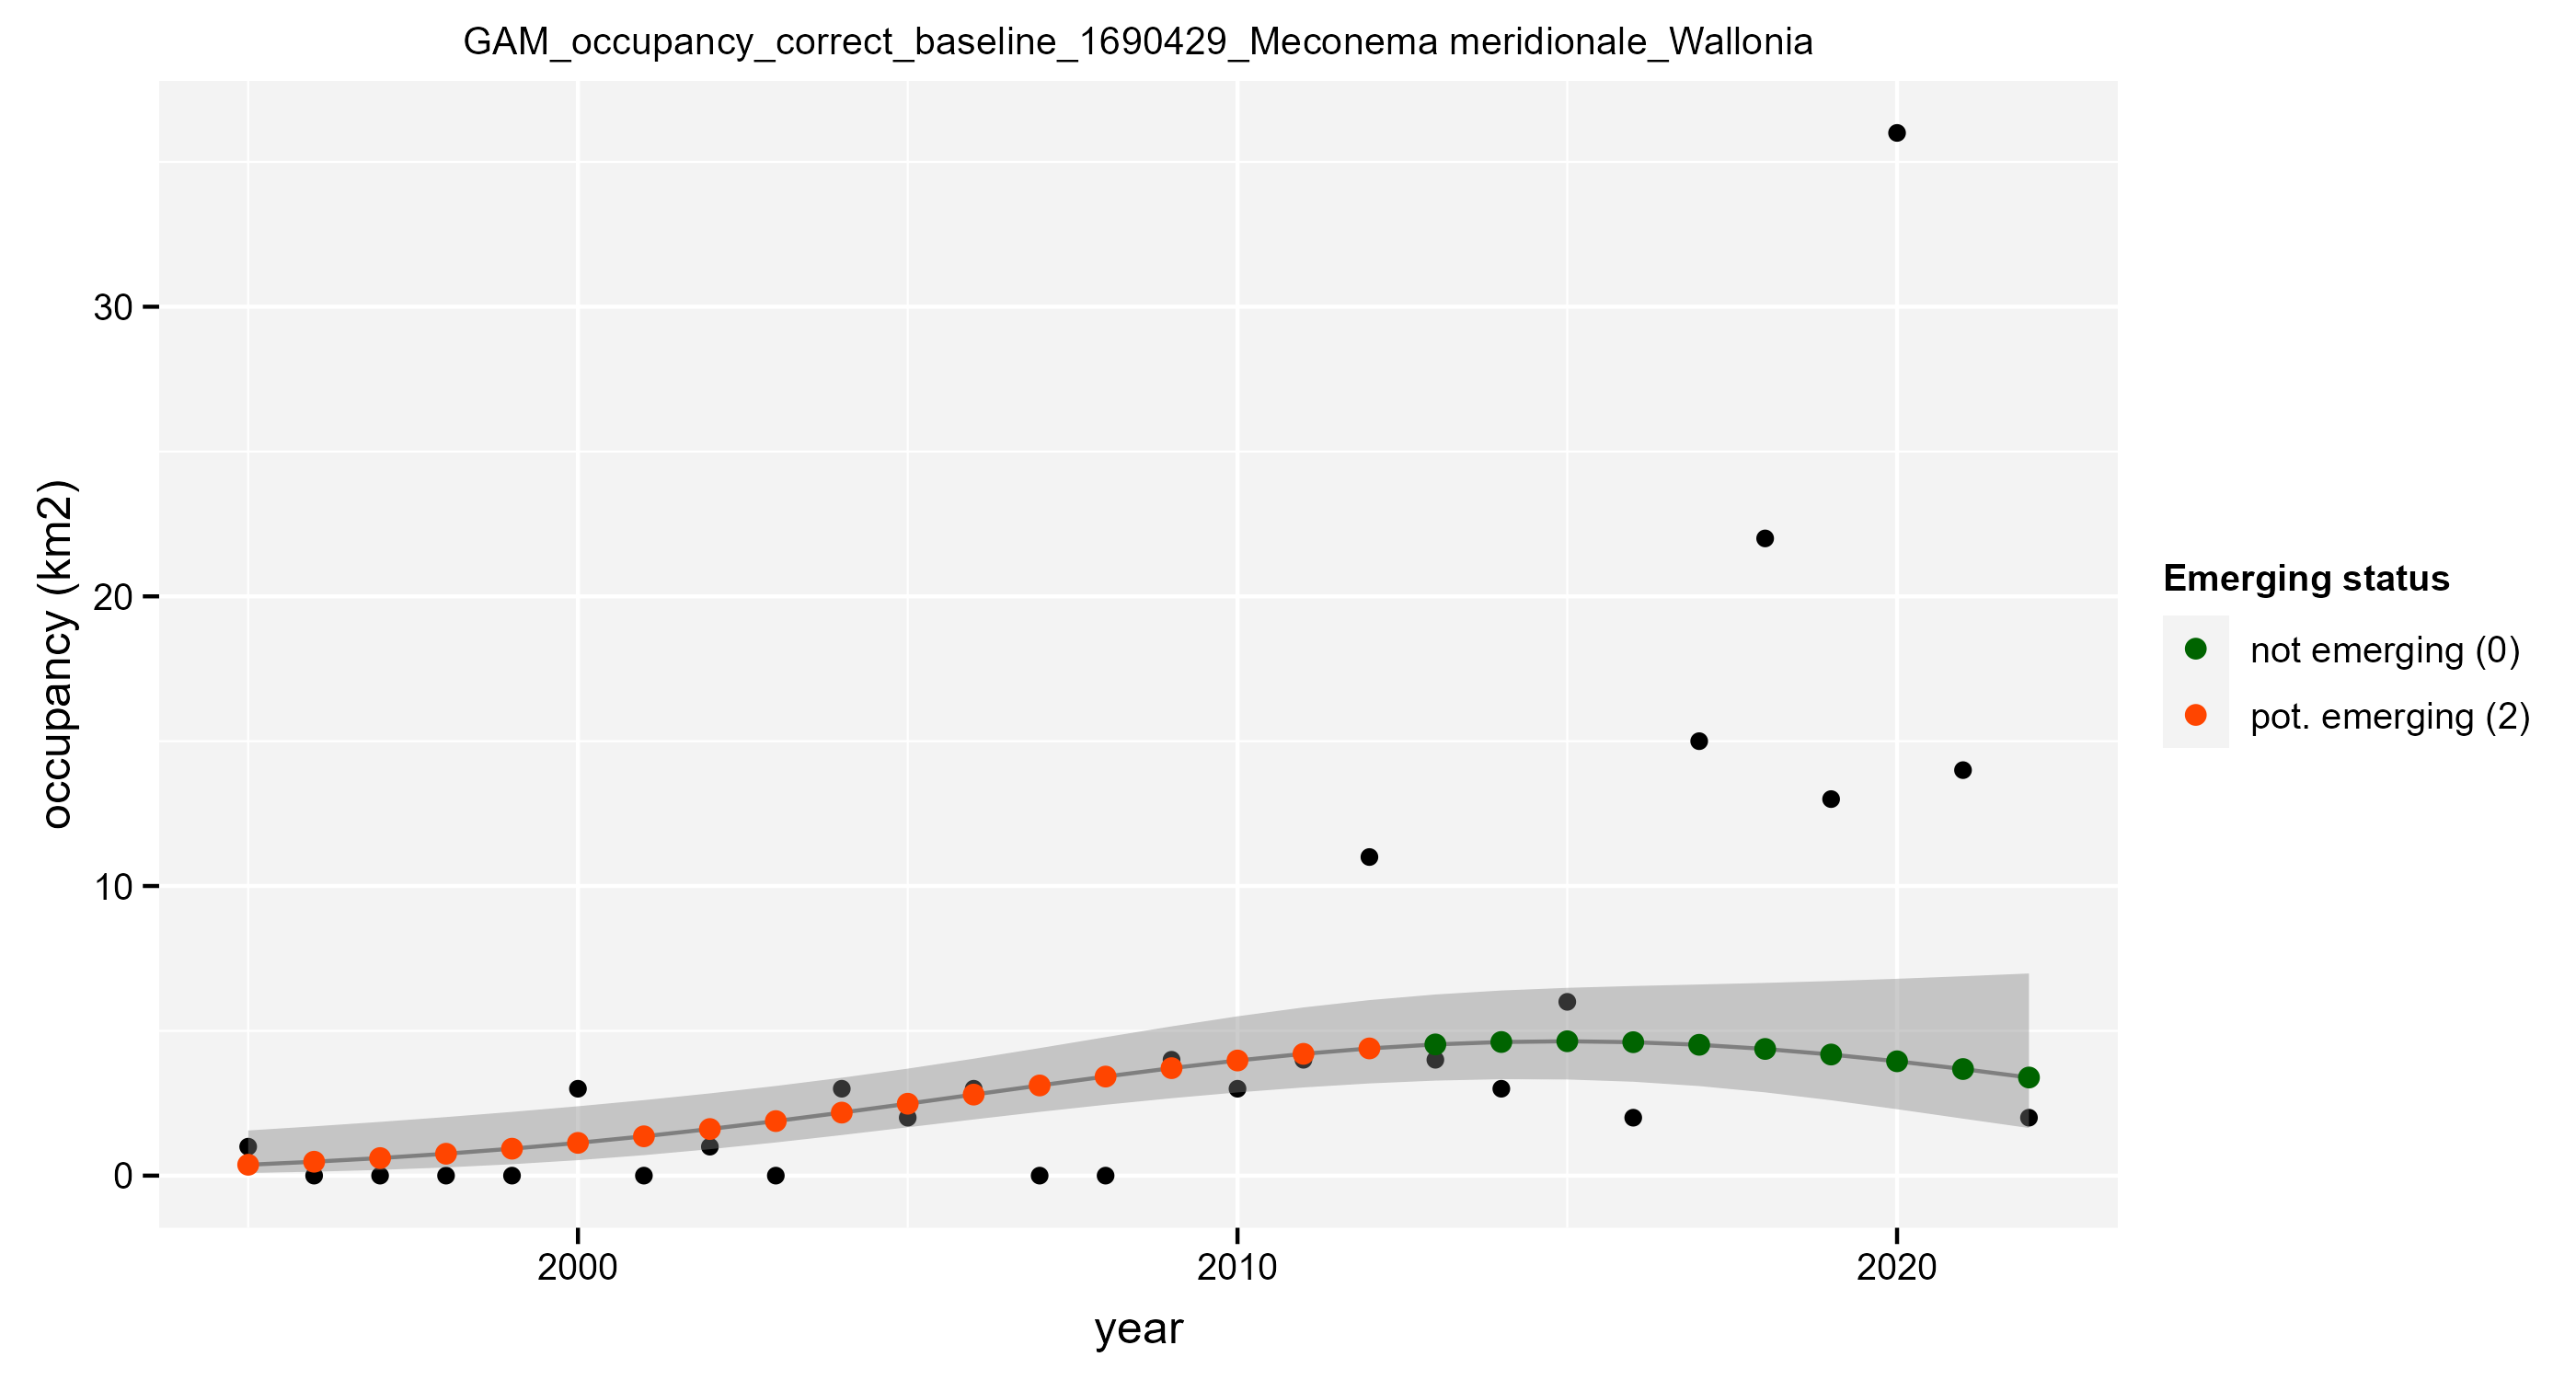 GAM_occupancy_correct_baseline_1690429_Meconema meridionale_Wallonia
occupancy (km2)
30
20
10
0
2000
2010
2020
year
Emerging status
not emerging (0)
pot. emerging (2)